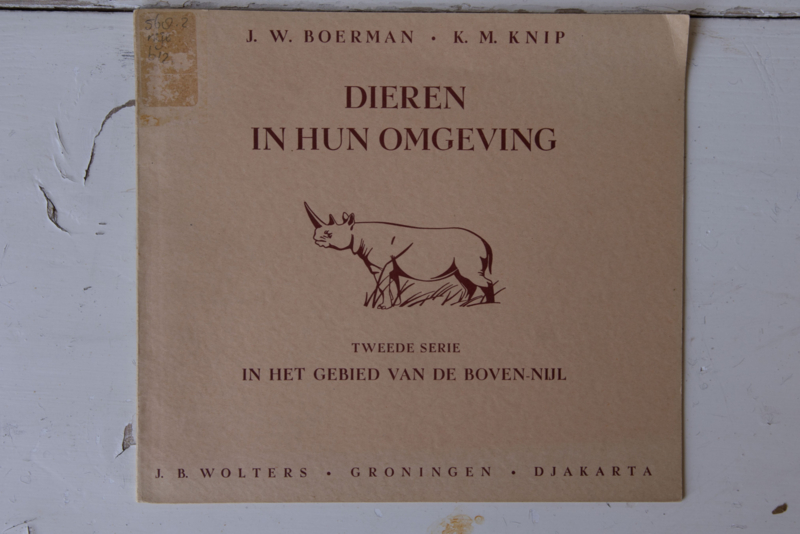 J. W. BOERMAN • K. M. KNIP
DIEREN
IN HUN OMGEVING
TWEEDE SERIE
IN HET GEBIED VAN DE BOVEN-NIJL
J. B. WOLTERS • GRONINGEN • DJAKARTA